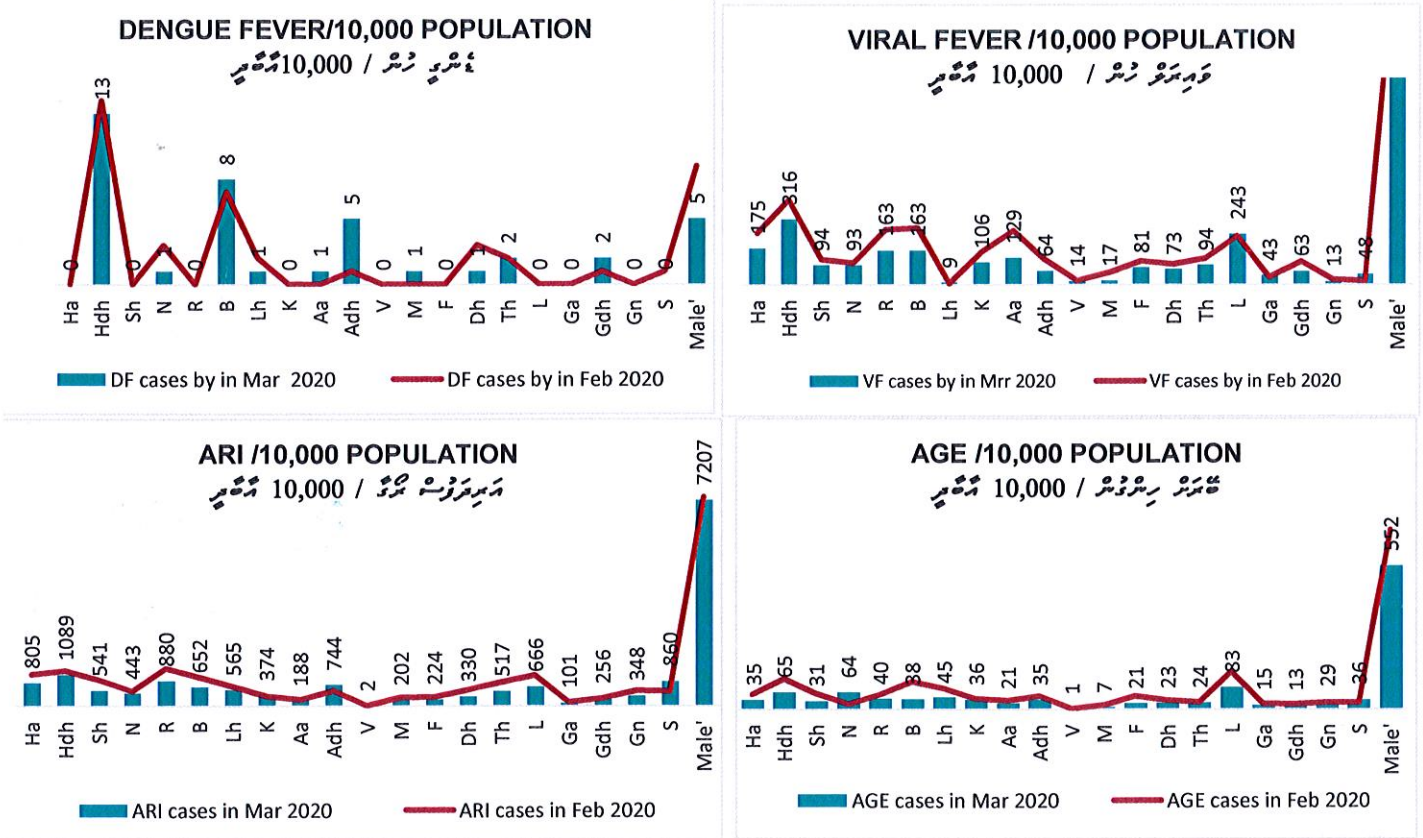 DENGUE FEVER/10,000 POPULATION
ޑެންގީ ހުން / 10,000އާބާދީ
0 13 0 1 0 8 1 0 1 5 0 1 0 1 2 0 0 2 0 0 5
Ha Hdh Sh N R B Lh K Aa Adh V M F Dh Th L Ga Gdh Gn S Male'
DF cases by in Mar 2020 DF cases by in Feb 2020
VIRAL FEVER /10,000 POPULATION
ވައިރަލް ހުން / 10,000 އާބާދީ
175 316 94 93 163 163 9 106 129 64 14 17 81 73 94 243 43 63 13 48
Ha Hdh Sh N R B Lh K Aa Adh V M F Dh Th L Ga Gdh Gn S Male'
VF cases by in Mrr 2020 VF cases by in Feb 2020
ARI /10,000 POPULATION
އަރިދަފުސް ރޯގާ / 10,000 އާބާދީ
805 1089 541 443 880 652 565 374 188 744 2 202 224 330 517 666 101 256 348 860 7207
Ha Hdh Sh N R B Lh K Aa Adh V M F Dh Th L Ga Gdh Gn S Male'
ARI cases in Mar 2020 ARI cases in Feb 2020
AGE /10,000 POPULATION
ބޭރަށް ހިންގުން / 10,000 އާބާދީ
35 65 31 64 40 38 45 36 21 35 1 7 21 23 24 83 15 13 29 36 552
Ha Hdh Sh N R B Lh K Aa Adh V M F Dh Th L Ga Gdh Gn S Male'
AGE cases in Mar 2020 AGE cases in Feb 2020